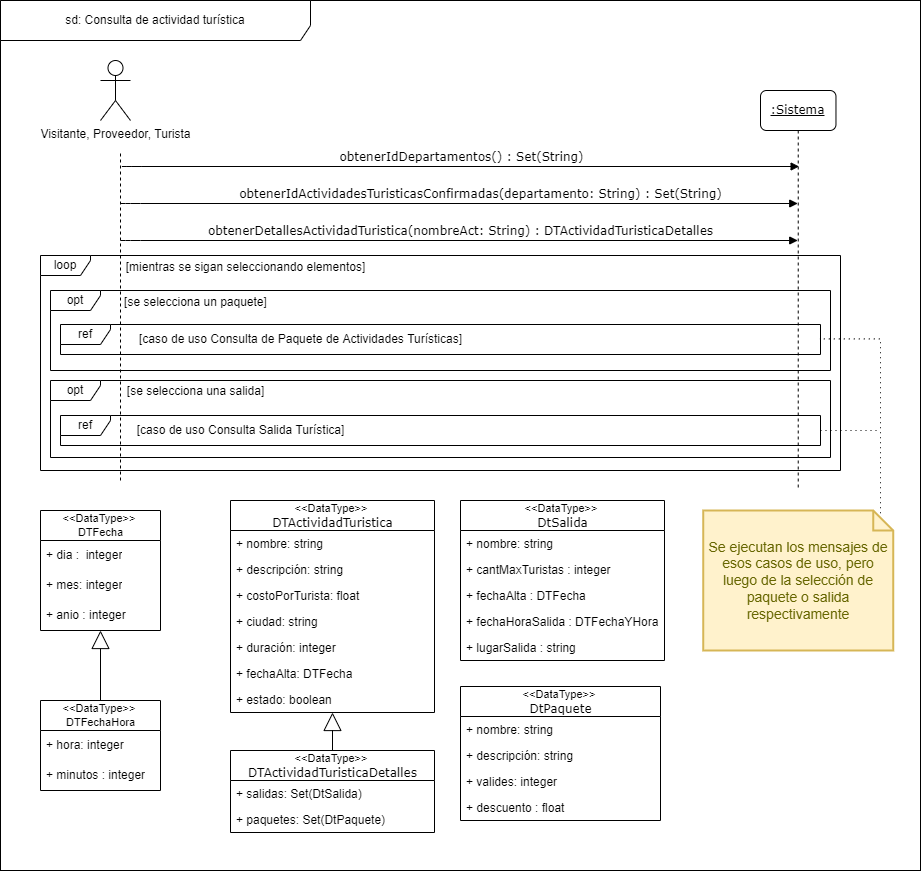 sd: Consulta de actividad turística
Visitante, Proveedor, Turista
:Sistema
obtenerIdDepartamentos() : Set(String)
obtenerIdActividadesTuristicasConfirmadas(departamento: String) : Set(String)
obtenerDetallesActividadTuristica(nombreAct: String) : DTActividadTuristicaDetalles
loop
[mientras se sigan seleccionando elementos]
opt
[se selecciona un paquete]
ref
[caso de uso Consulta de Paquete de Actividades Turísticas]
opt
[se selecciona una salida]
ref
[caso de uso Consulta Salida Turística]
<<DataType>>
DTFecha
+ dia : integer
+ mes: integer
+ anio : integer
<<DataType>>
DTFechaHora
+ hora: integer
+ minutos : integer
<<DataType>>
DTActividadTuristica
+ nombre: string
+ descripción: string
+ costoPorTurista: float
+ ciudad: string
+ duración: integer
+ fechaAlta: DTFecha
+ estado: boolean
<<DataType>>
DTActividadTuristicaDetalles
+ salidas: Set(DtSalida)
+ paquetes: Set(DtPaquete)
<<DataType>>
DtSalida
+ nombre: string
+ cantMaxTuristas : integer
+ fechaAlta : DTFecha
+ fechaHoraSalida : DTFechaYHora
+ lugarSalida : string
<<DataType>>
DtPaquete
+ nombre: string
+ descripción: string
+ valides: integer
+ descuento : float
Se ejecutan los mensajes de
esos casos de uso, pero
luego de la selección de
paquete o salida
respectivamente